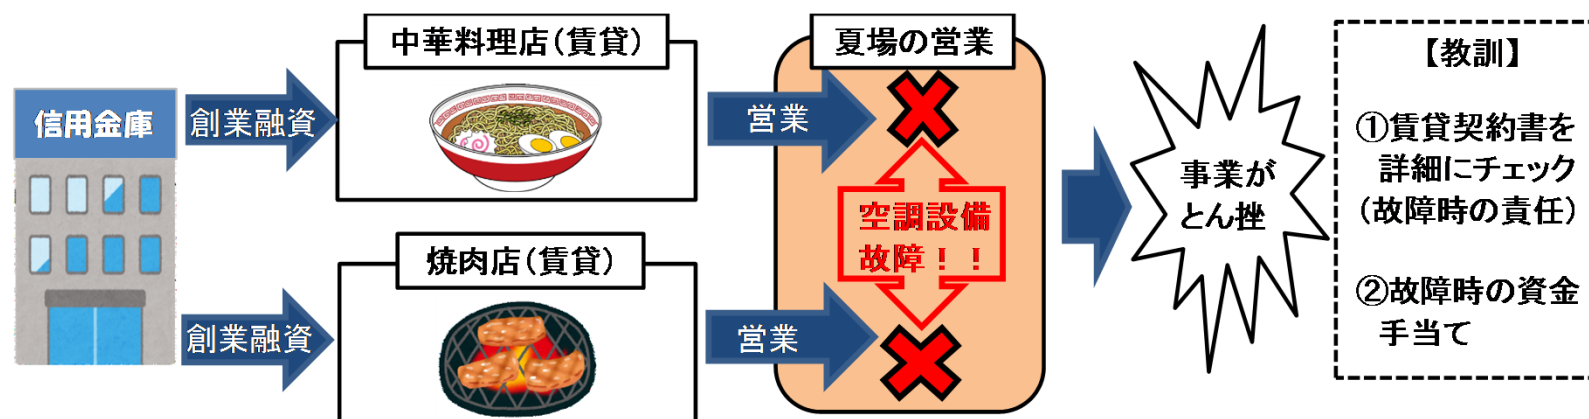 信用金庫
創業融資
中華料理店（賃貸）
営業
創業融資
焼肉店（賃貸）
営業
夏場の営業
空調設備
故障！！
事業が
とん挫
【教訓】
①賃貸契約書を
詳細にチェック
（故障時の責任）
②故障時の資金
手当て